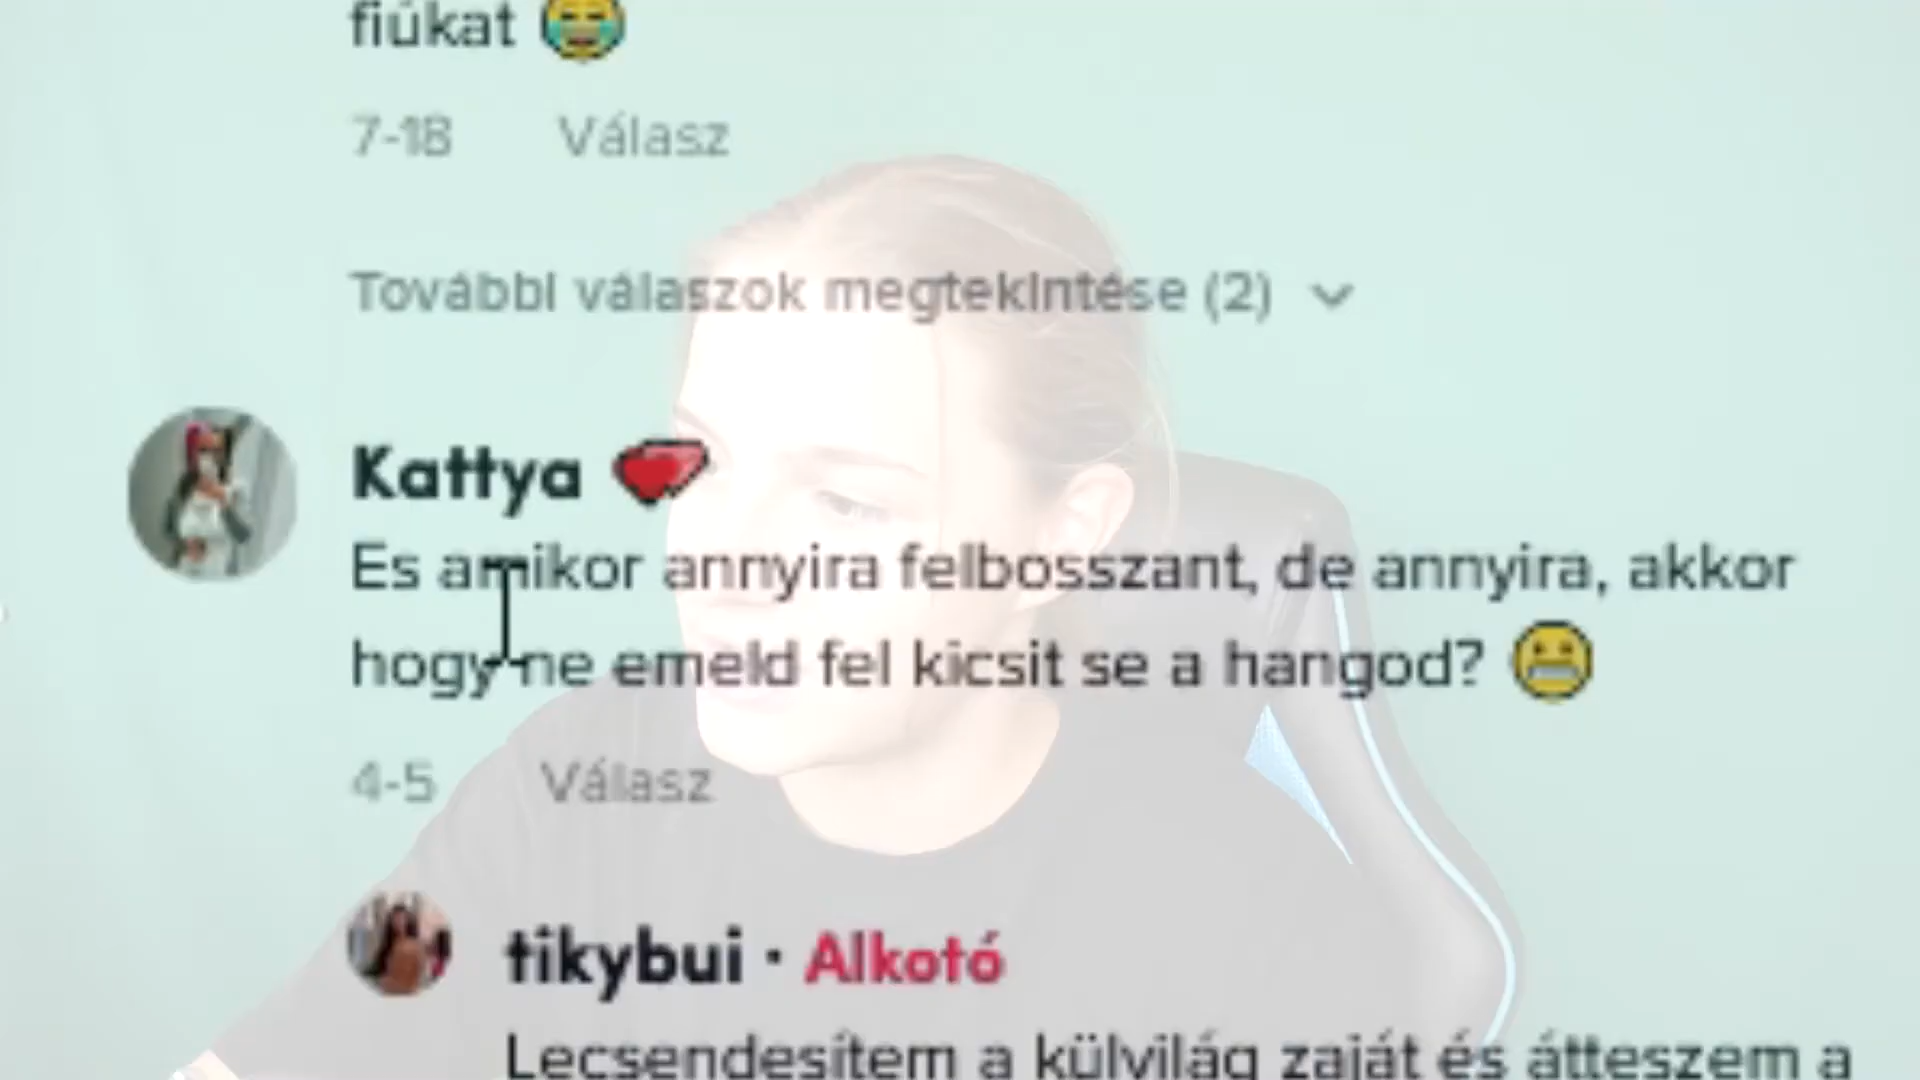 fiúkat 😂
7-18 Válasz
További válaszok megtekintése (2)
Kattya ❤️
Es amikor annyira felbosszant, de annyira, akkor
hogy ne emeld fel kicsit se a hangod? 😬
4-5 Válasz
tikybui · Alkotó
Lecsendesítem a külvilág zaját és átteszem a